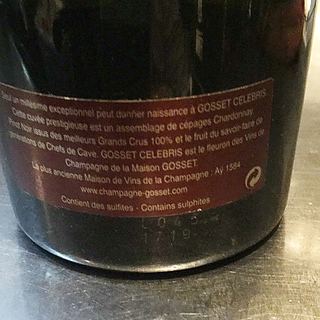 Seul un millésime exceptionnel peut donner naissance à GOSSET CELEBRIS
Cette cuvée prestigieuse est un assemblage de cépages Chardonnay
Pinot Noir issus des meilleurs Grands Crus 100% et le fruit du savoir-faire de
générations de Chefs de Cave. GOSSET CELEBRIS est le fleuron des Vins de
Champagne de la Maison GOSSET.
La plus ancienne Maison de Vins de la Champagne : Aÿ 1584
www.champagne-gosset.com
Contient des sulfites - Contains sulphites